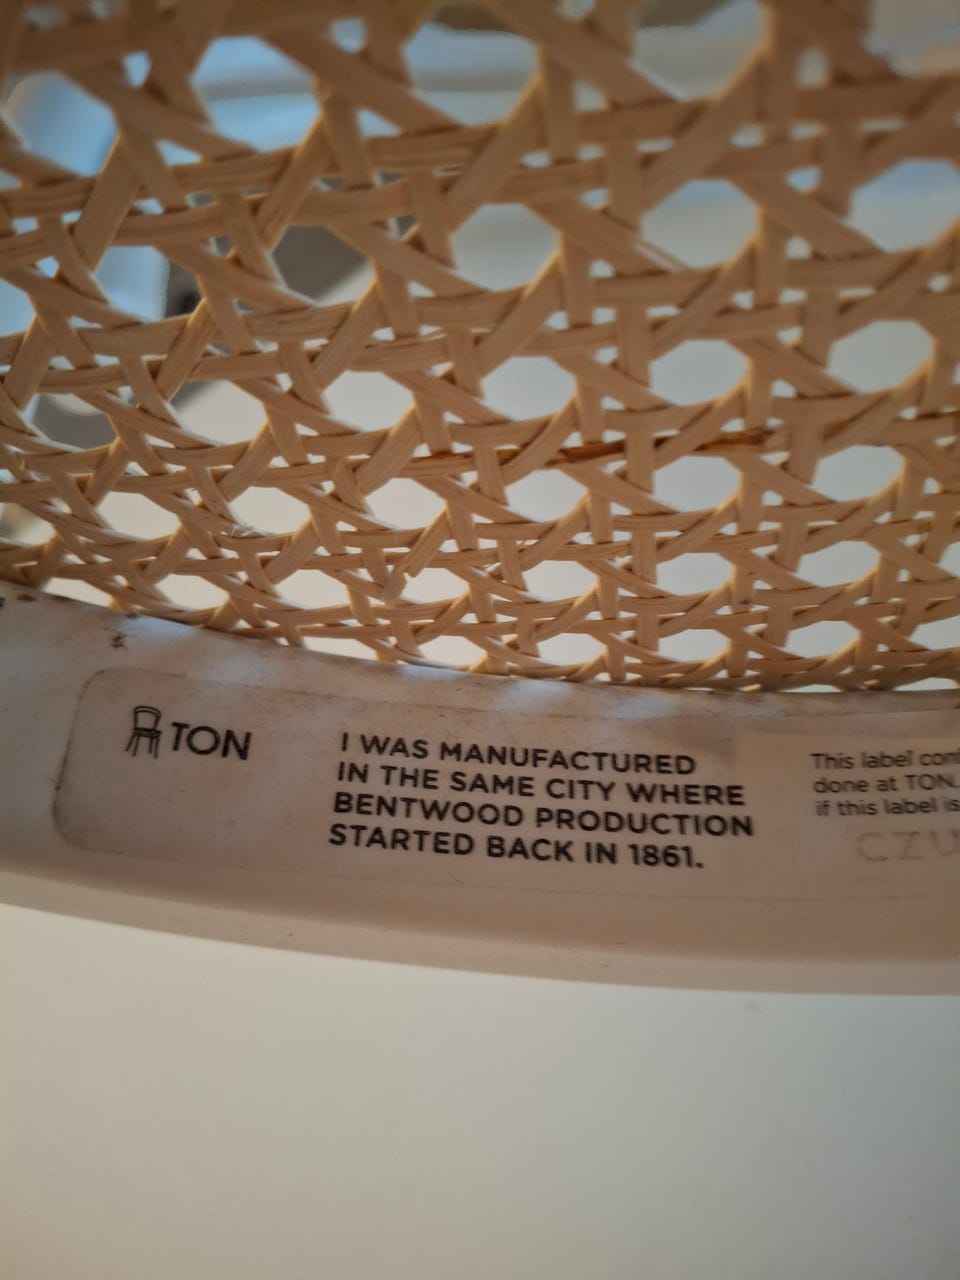 TON
I WAS MANUFACTURED
IN THE SAME CITY WHERE
BENTWOOD PRODUCTION
STARTED BACK IN 1861.
This label
done at TON.
if this label is